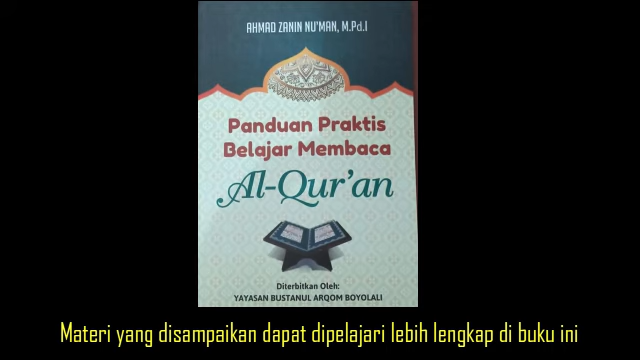 AHMAD ZANIN NU'MAN, M.Pd.I
Panduan Praktis
Belajar Membaca
Al-Qur'an
Diterbitkan Oleh:
YAYASAN BUSTANUL ARQOM BOYOLALI
Materi yang disampaikan dapat dipelajari lebih lengkap di buku ini